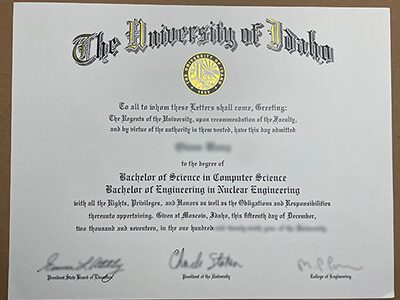 The University of Idaho
To all to whom these Letters shall come, Greeting:
The Regents of the University, upon recommendation of the Faculty,
and by virtue of the authority in them vested, have this day admitted
to the degree of
Bachelor of Science in Computer Science
Bachelor of Engineering in Nuclear Engineering
with all the Rights, Privileges, and Honors as well as the Obligations and Responsibilities
thereunto appertaining. Given at Moscow, Idaho, this fifteenth day of December,
two thousand and seventeen, in the one hundred
President State Board of Education
President of the University
College of Engineering